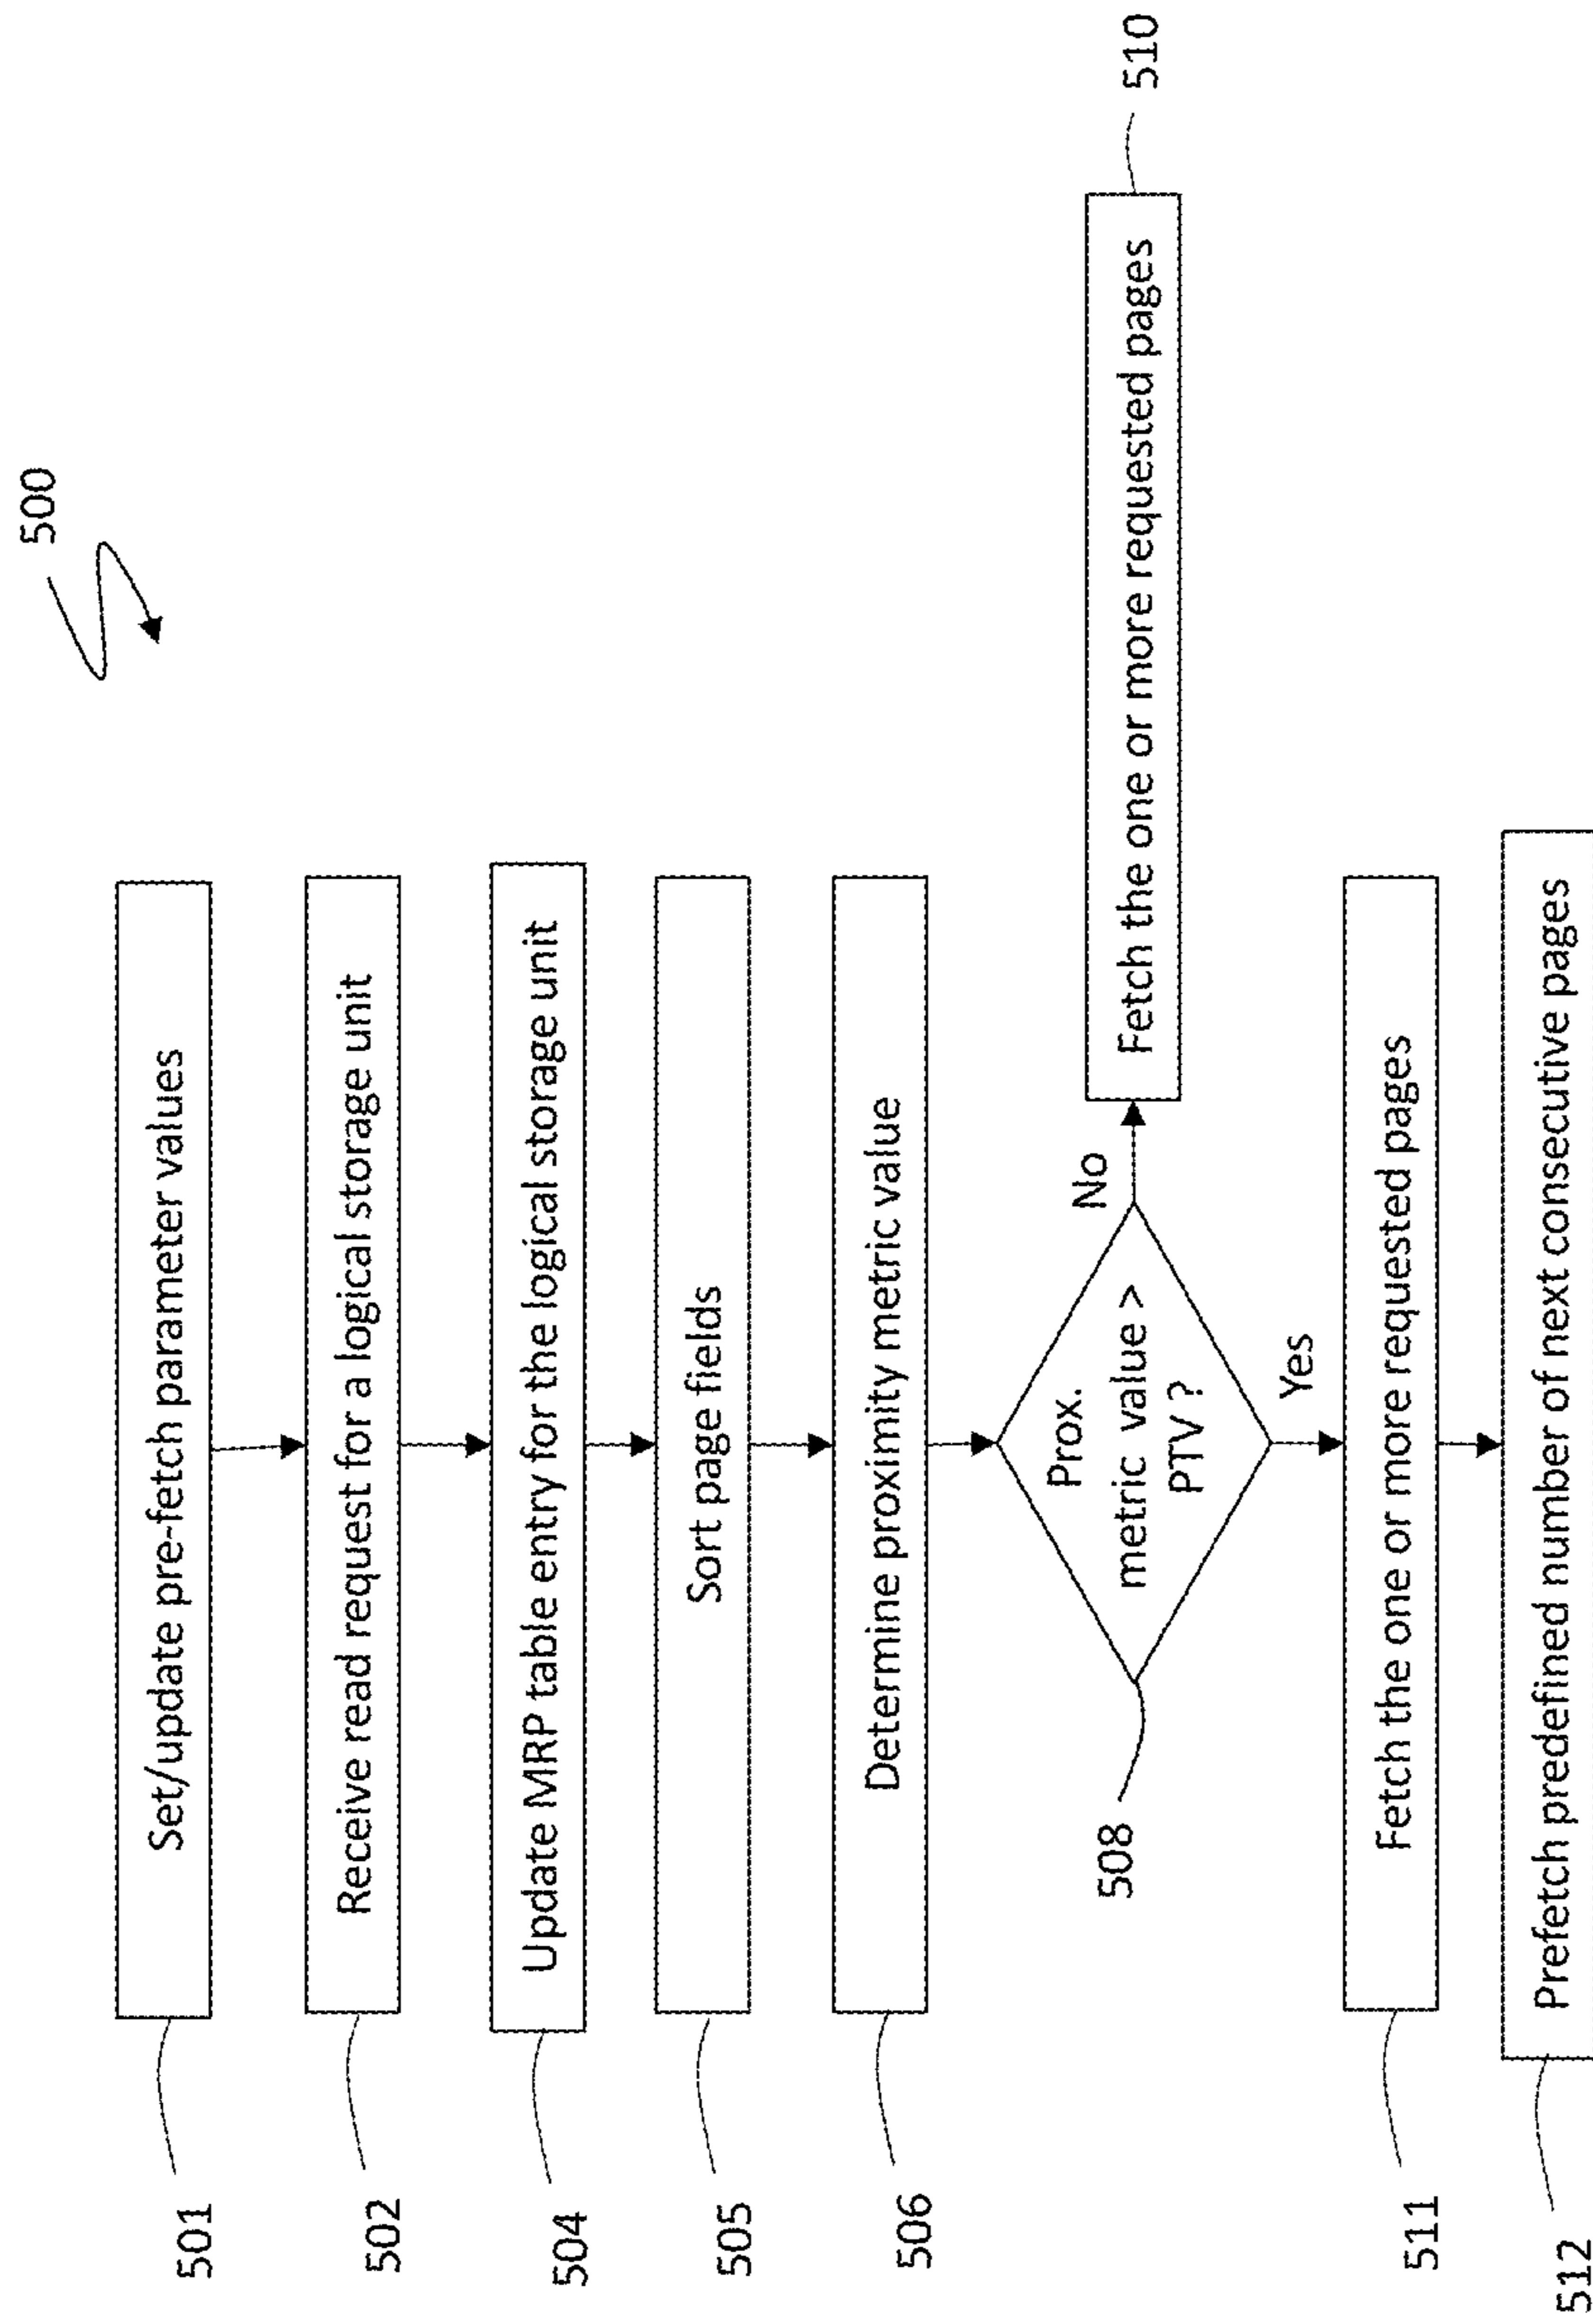 500
501
Set/update pre-fetch parameter values
502
Receive read request for a logical storage unit
504
Update MRP table entry for the logical storage unit
505
Sort page fields
506
Determine proximity metric value
508
Prox.
metric value >
PTV ?
No
Fetch the one or more requested pages
510
Yes
511
Fetch the one or more requested pages
512
Prefetch predefined number of next consecutive pages